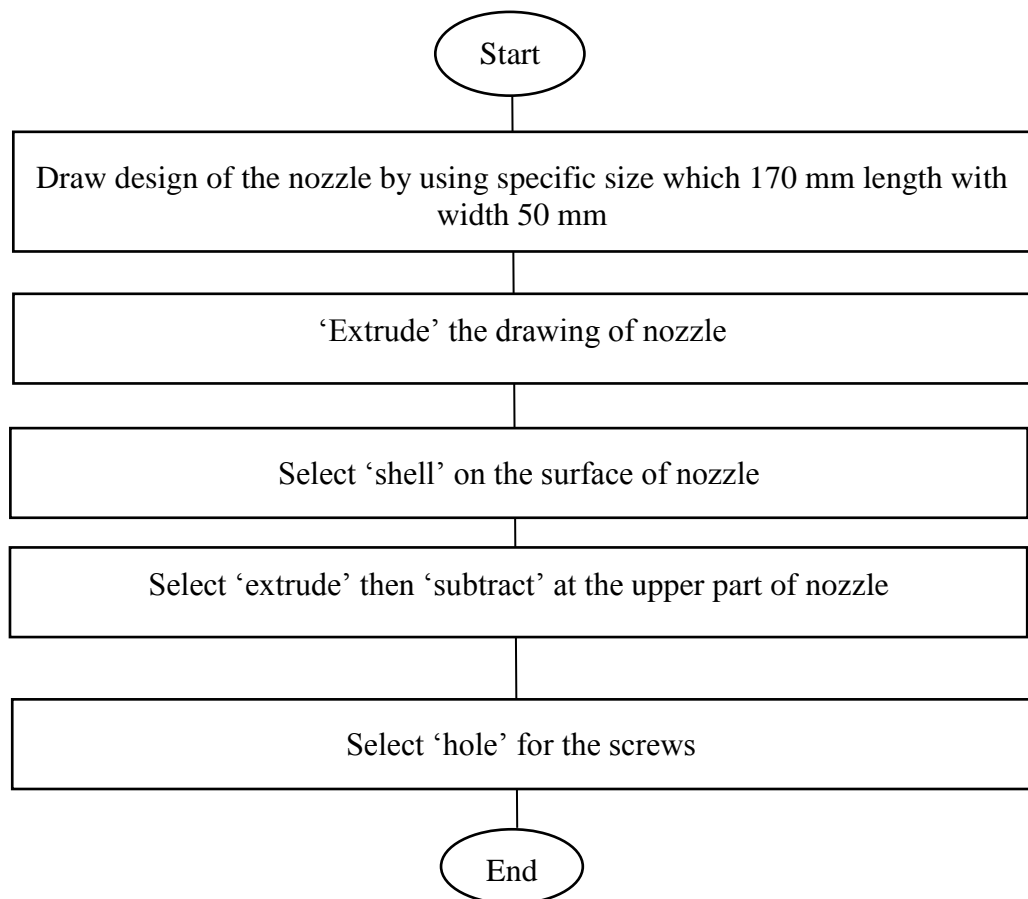 Start
Draw design of the nozzle by using specific size which 170 mm length with
width 50 mm
‘Extrude’ the drawing of nozzle
Select ‘shell’ on the surface of nozzle
Select ‘extrude’ then ‘subtract’ at the upper part of nozzle
Select ‘hole’ for the screws
End